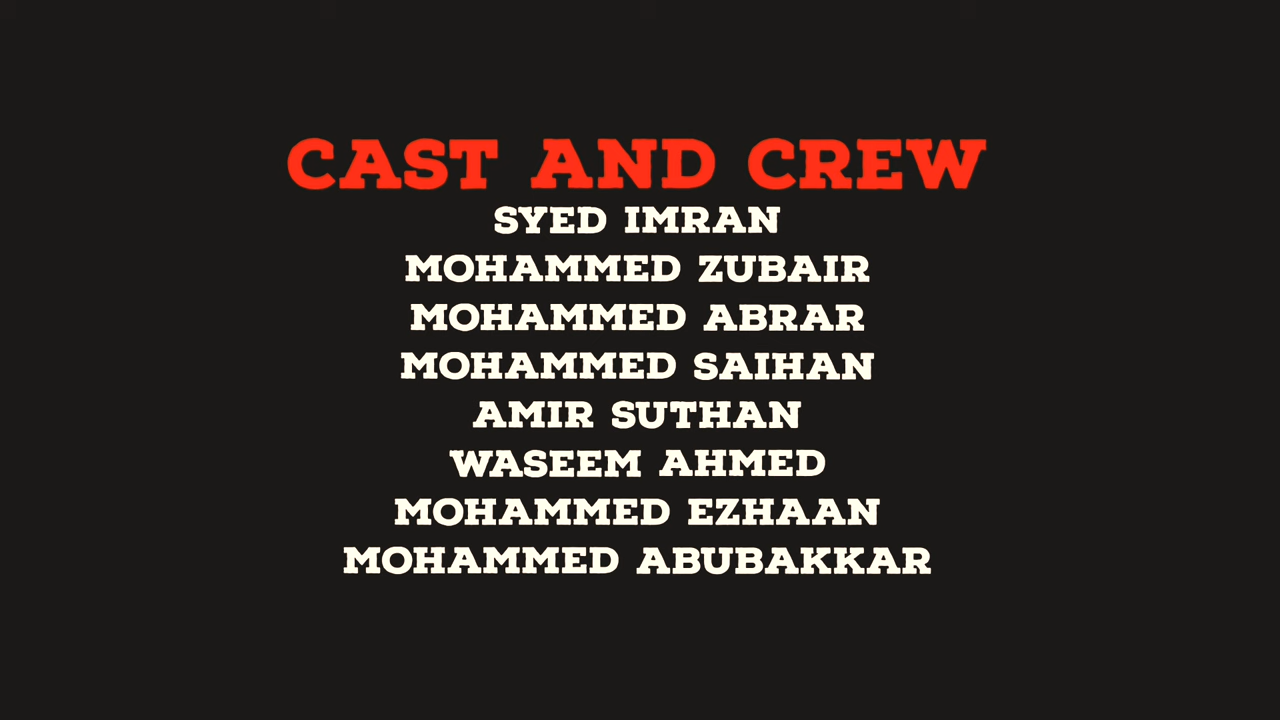 CAST AND CREW
SYED IMRAN
MOHAMMED ZUBAIR
MOHAMMED ABRAR
MOHAMMED SAIHAN
AMIR SUTHAN
WASEEM AHMED
MOHAMMED EZHAAN
MOHAMMED ABUBAKKAR